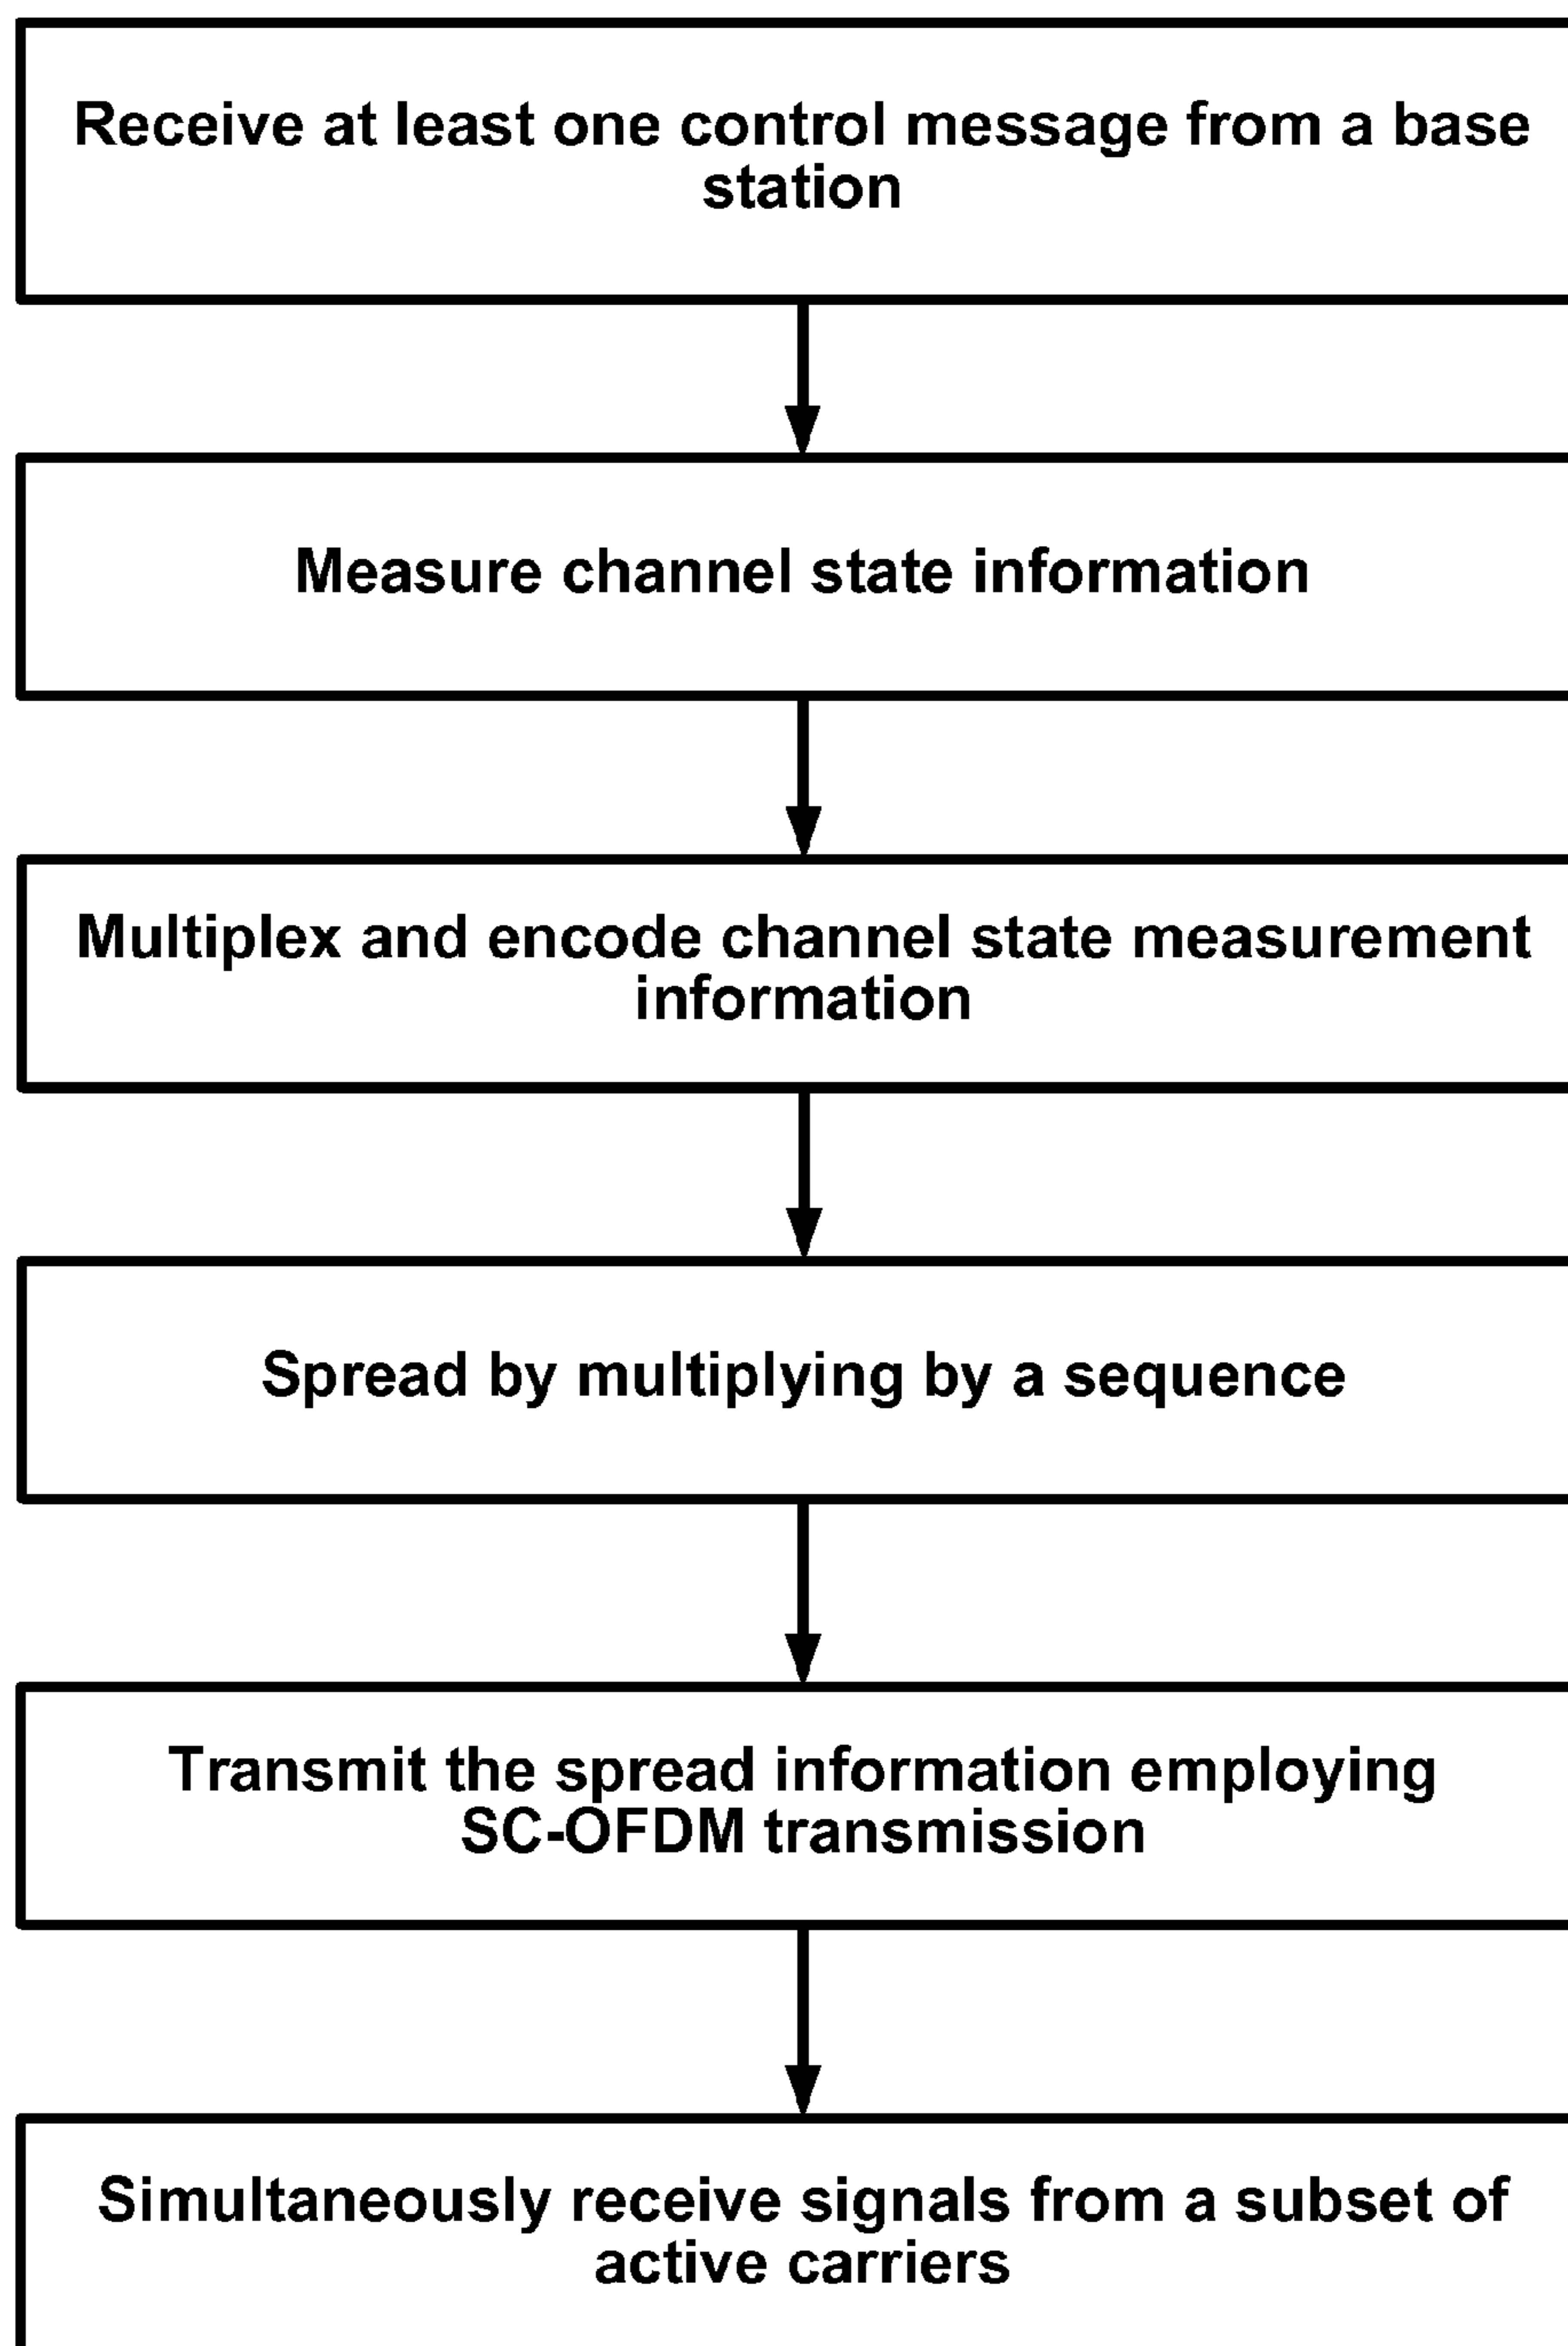 Receive at least one control message from a base
station
Measure channel state information
Multiplex and encode channel state measurement
information
Spread by multiplying by a sequence
Transmit the spread information employing
SC-OFDM transmission
Simultaneously receive signals from a subset of
active carriers